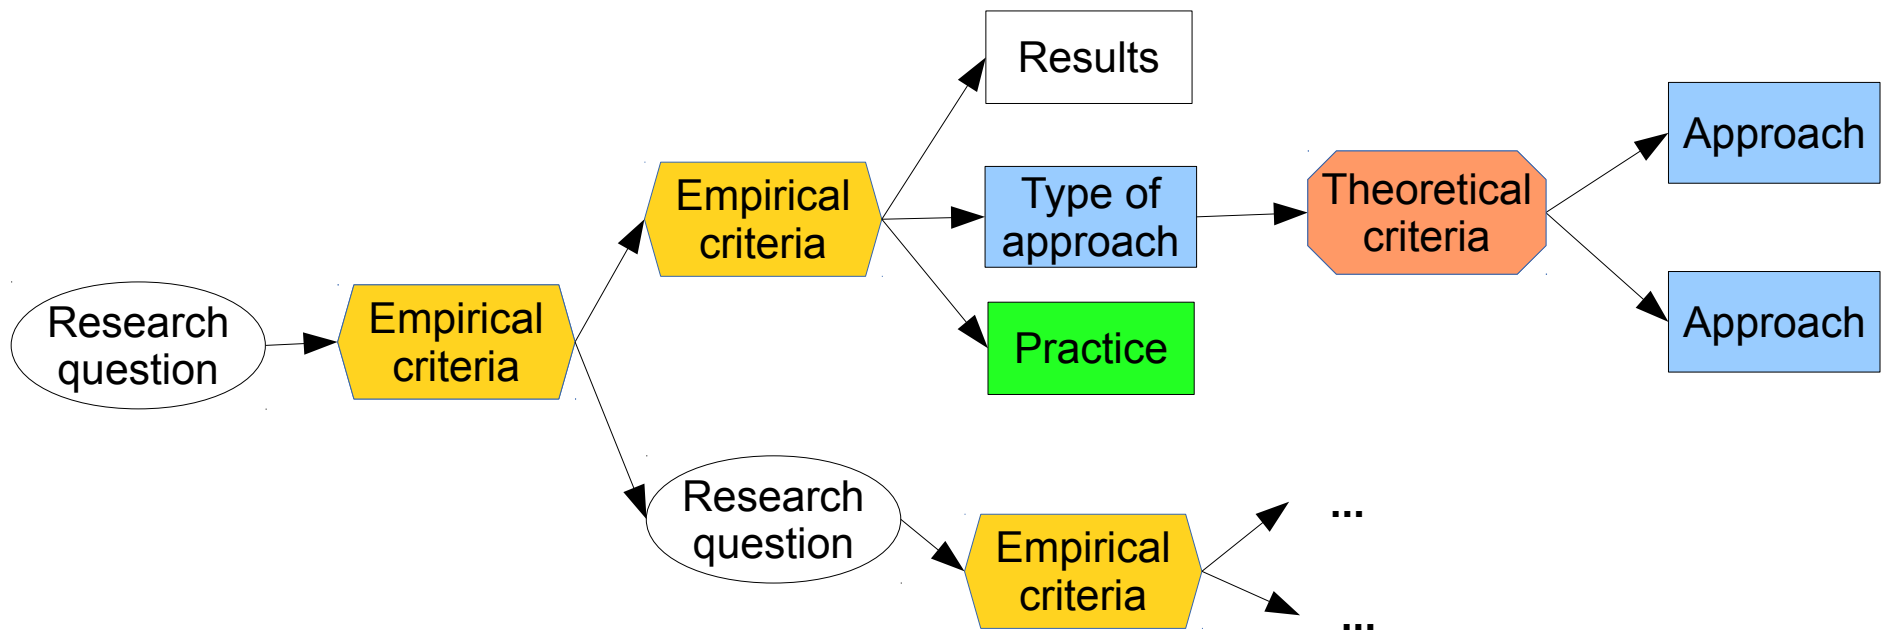 Research
question
Empirical
criteria
Empirical
criteria
Results
Type of
approach
Practice
Theoretical
criteria
Approach
Approach
Research
question
Empirical
criteria
...
...